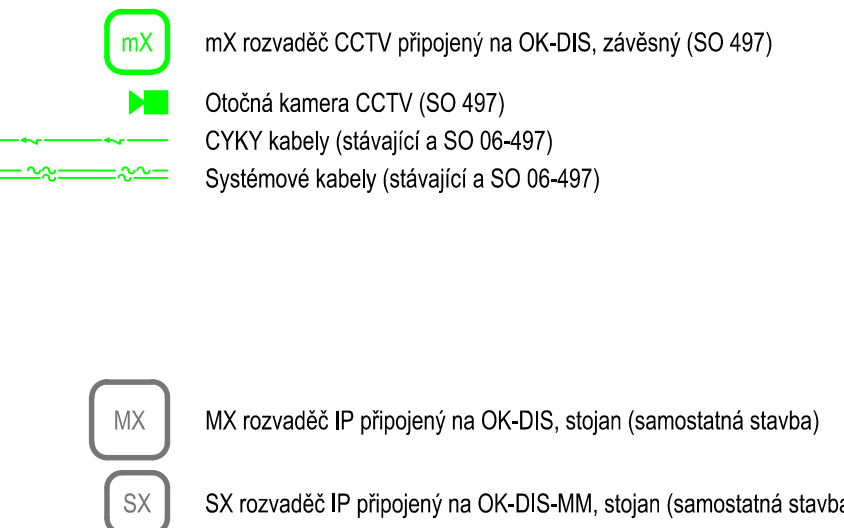 mX mX rozvaděč CCTV připojený na OK-DIS, závěsný (SO 497)
Otočná kamera CCTV (SO 497)
CYKY kabely (stávající a SO 06-497)
Systémové kabely (stávající a SO 06-497)
MX MX rozvaděč IP připojený na OK-DIS, stojan (samostatná stavba)
SX SX rozvaděč IP připojený na OK-DIS-MM, stojan (samostatná stavba